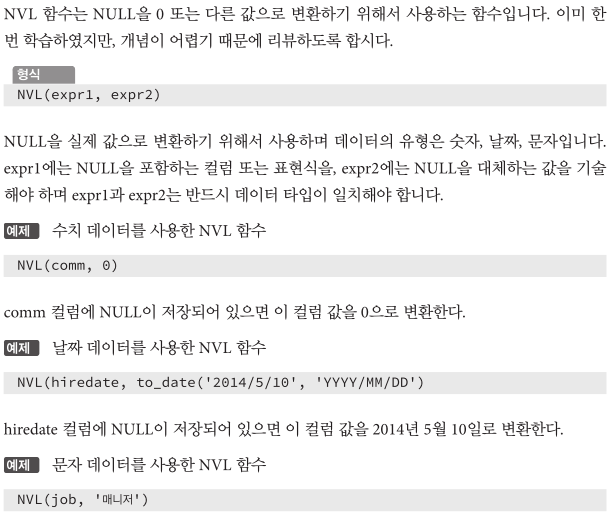 NVL 함수는 NULL을 0 또는 다른 값으로 변환하기 위해서 사용하는 함수입니다. 이미 한
번 학습하였지만, 개념이 어렵기 때문에 리뷰하도록 합시다.
형식
NVL(expr1, expr2)
NULL을 실제 값으로 변환하기 위해서 사용하며 데이터의 유형은 숫자, 날짜, 문자입니다.
expr1에는 NULL을 포함하는 컬럼 또는 표현식을, expr2에는 NULL을 대체하는 값을 기술
해야 하며 expr1과 expr2는 반드시 데이터 타입이 일치해야 합니다.
예제 수치 데이터를 사용한 NVL 함수
NVL(comm, 0)
comm 컬럼에 NULL이 저장되어 있으면 이 컬럼 값을 0으로 변환한다.
예제 날짜 데이터를 사용한 NVL 함수
NVL(hiredate, to_date('2014/5/10', 'YYYY/MM/DD')
hiredate 컬럼에 NULL이 저장되어 있으면 이 컬럼 값을 2014년 5월 10일로 변환한다.
예제 문자 데이터를 사용한 NVL 함수
NVL(job, '매니저')